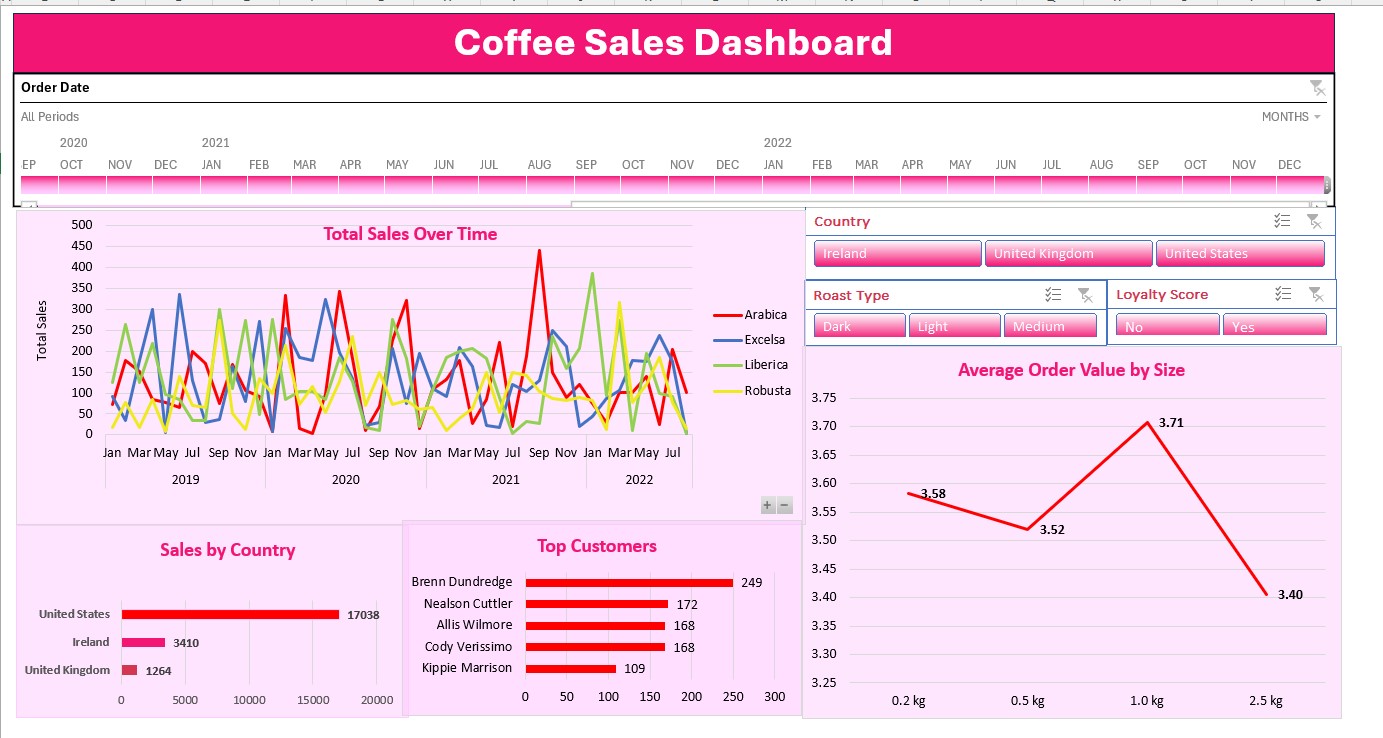 Coffee Sales Dashboard
Order Date
All Periods
MONTHS
2020 2021 2022
EP OCT NOV DEC JAN FEB MAR APR MAY JUN JUL AUG SEP OCT NOV DEC JAN FEB MAR APR MAY JUN JUL AUG SEP OCT NOV DEC
Total Sales Over Time
Total Sales
500
450
400
350
300
250
200
150
100
50
0
Jan Mar May Jul Sep Nov Jan Mar May Jul Sep Nov Jan Mar May Jul Sep Nov Jan Mar May Jul
2019 2020 2021 2022
Arabica
Excelsa
Liberica
Robusta
+ −
Country
Ireland United Kingdom United States
Roast Type
Dark Light Medium
Loyalty Score
No Yes
Sales by Country
United States 17038
Ireland 3410
United Kingdom 1264
0 5000 10000 15000 20000
Top Customers
Brenn Dundredge 249
Nealson Cuttler 172
Allis Wilmore 168
Cody Verissimo 168
Kippie Marrison 109
0 50 100 150 200 250 300
Average Order Value by Size
3.75
3.70
3.65
3.60
3.55
3.50
3.45
3.40
3.35
3.30
3.25
3.58
3.52
3.71
3.40
0.2 kg 0.5 kg 1.0 kg 2.5 kg